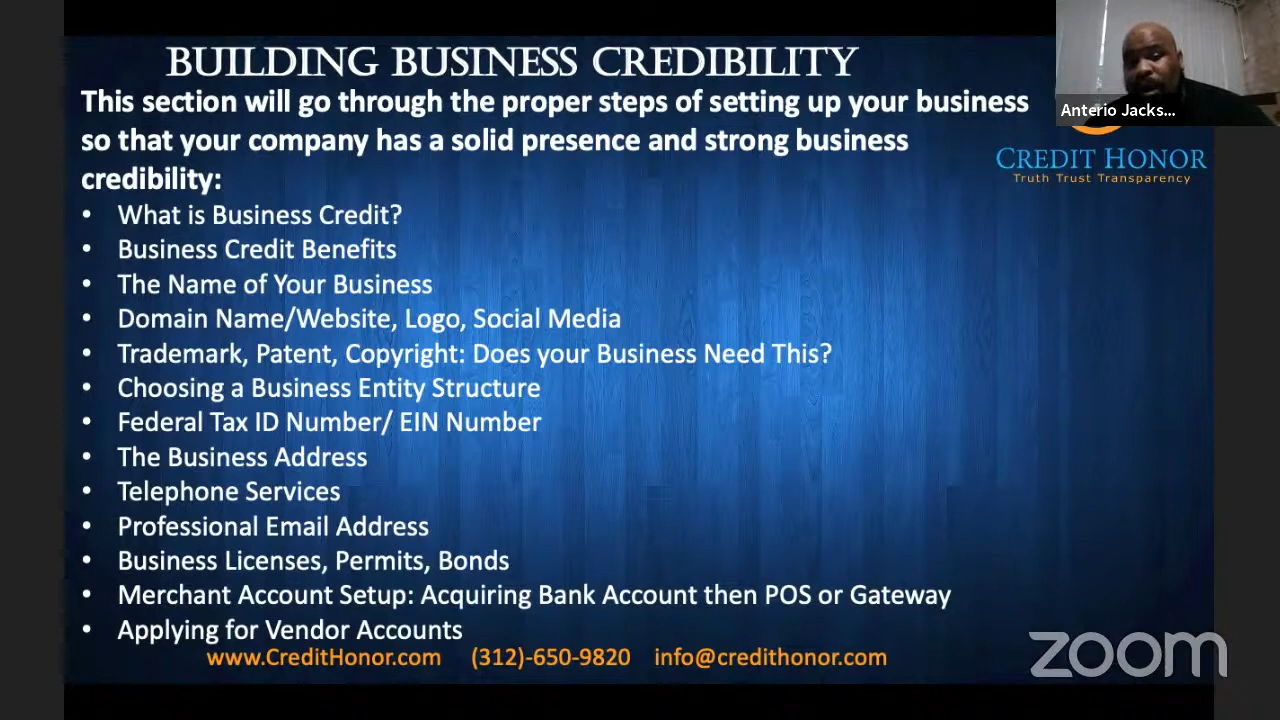 BUILDING BUSINESS CREDIBILITY
This section will go through the proper steps of setting up your business
so that your company has a solid presence and strong business
credibility:
• What is Business Credit?
• Business Credit Benefits
• The Name of Your Business
• Domain Name/Website, Logo, Social Media
• Trademark, Patent, Copyright: Does your Business Need This?
• Choosing a Business Entity Structure
• Federal Tax ID Number/ EIN Number
• The Business Address
• Telephone Services
• Professional Email Address
• Business Licenses, Permits, Bonds
• Merchant Account Setup: Acquiring Bank Account then POS or Gateway
• Applying for Vendor Accounts
www.CreditHonor.com (312)-650-9820 info@credithonor.com
Anterio Jacks...
CREDIT HONOR
Truth Trust Transparency
zoom